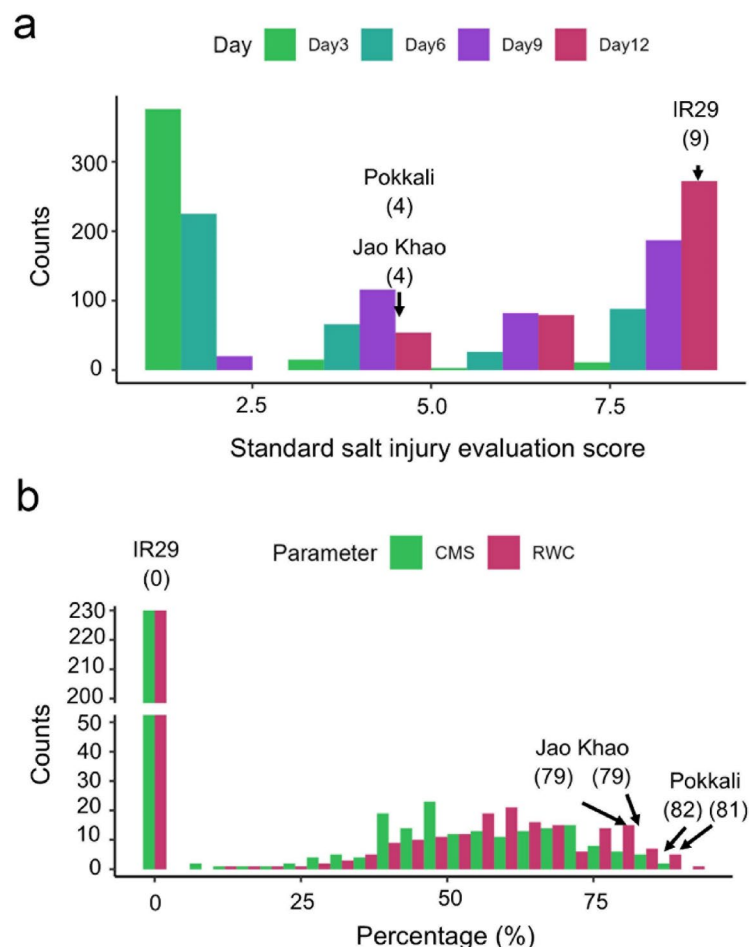 a
Day Day3 Day6 Day9 Day12
IR29
(9)
Pokkali
(4)
Jao Khao
(4)
Counts
300
200
100
0
2.5 5.0 7.5
Standard salt injury evaluation score
b
IR29
(0)
Parameter CMS RWC
230
220
210
200
Counts
50
40
30
20
10
0
Jao Khao
(79) (79)
Pokkali
(82) (81)
0 25 50 75
Percentage (%)